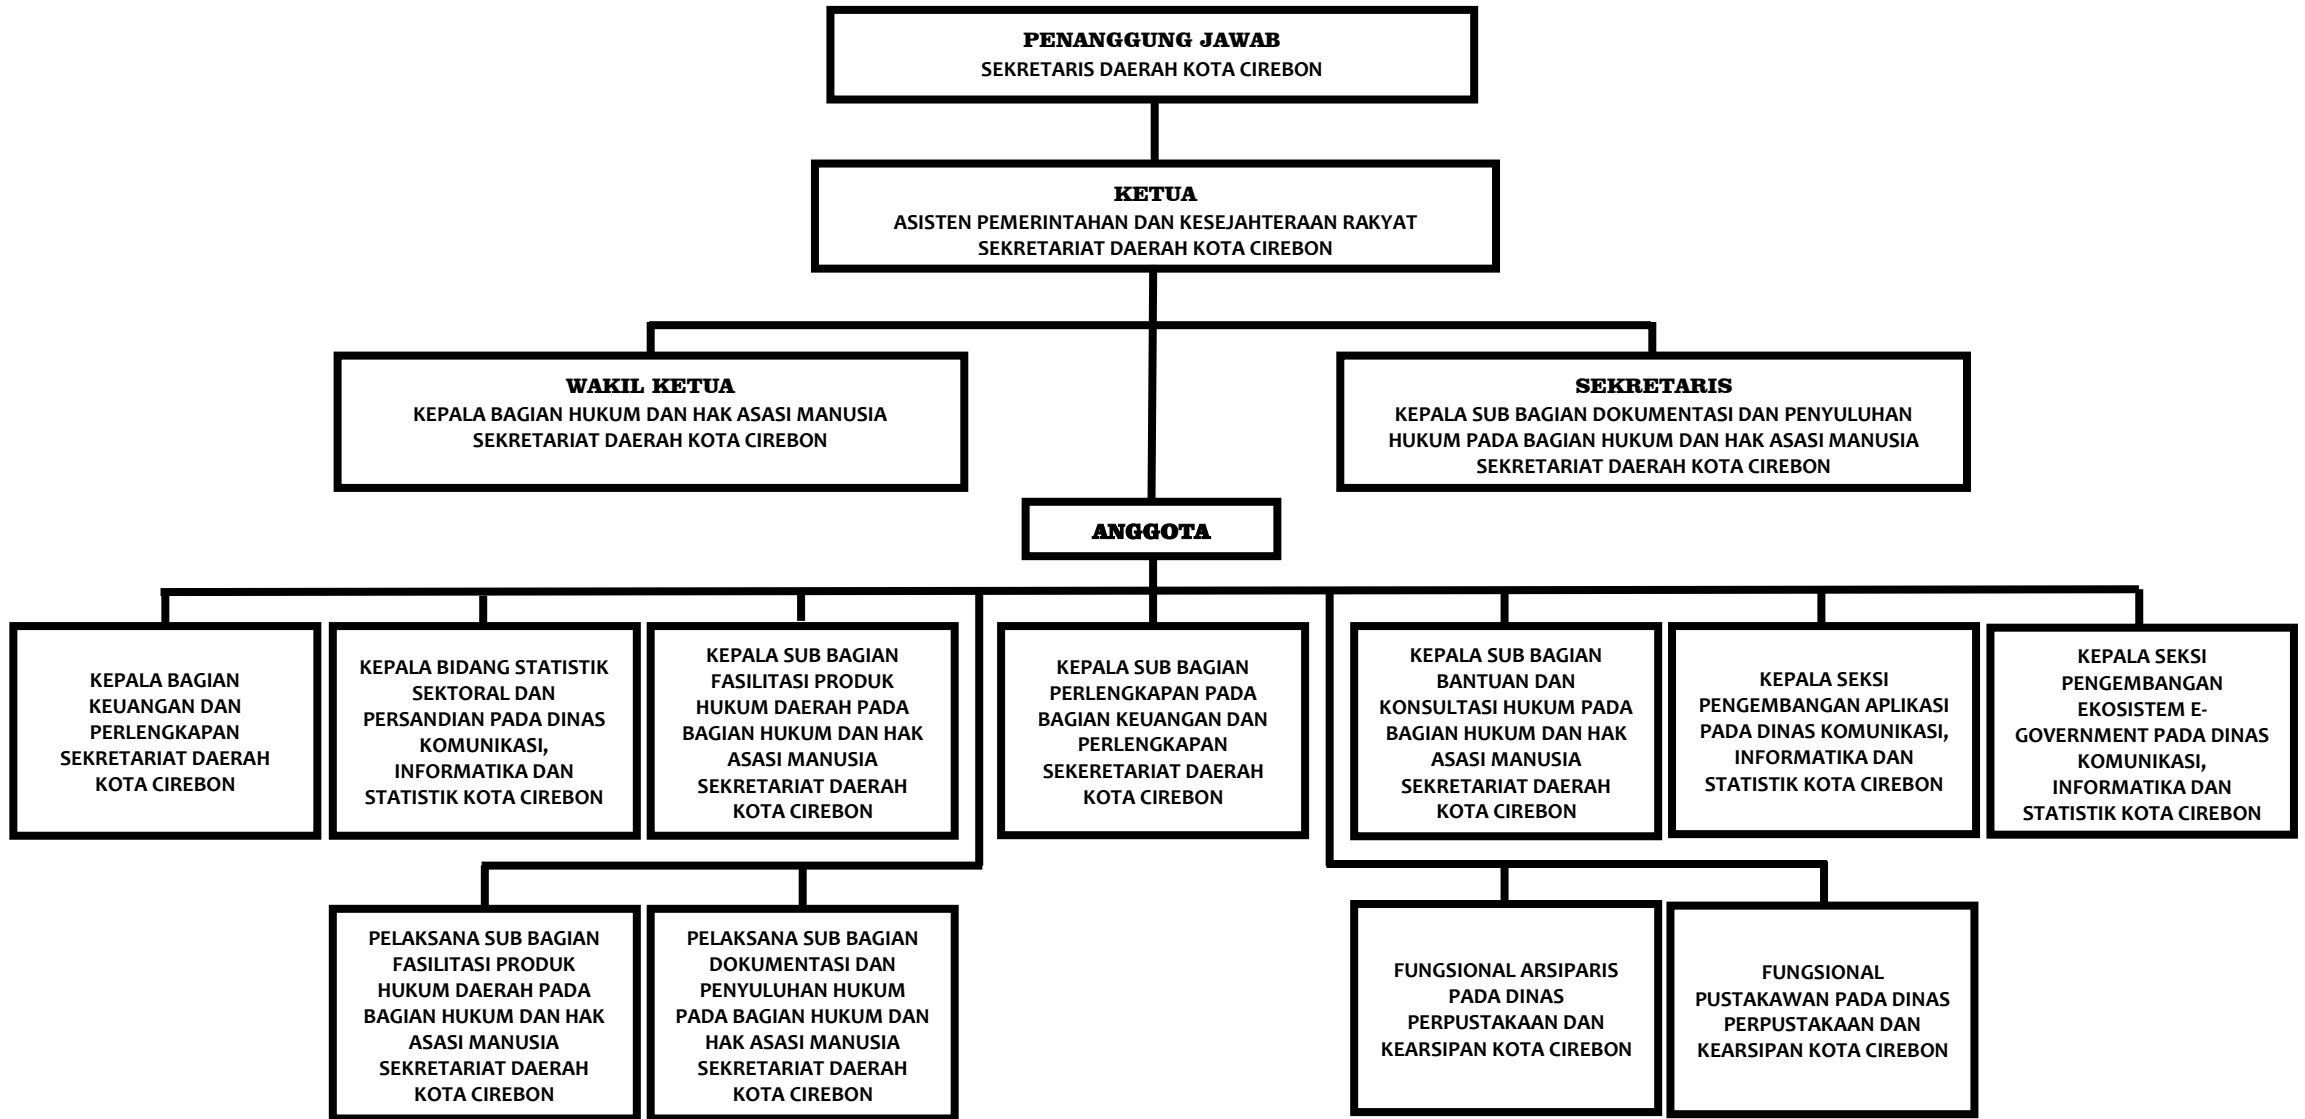 PENANGGUNG JAWAB
SEKRETARIS DAERAH KOTA CIREBON
KETUA
ASISTEN PEMERINTAHAN DAN KESEJAHTERAAN RAKYAT
SEKRETARIAT DAERAH KOTA CIREBON
WAKIL KETUA
KEPALA BAGIAN HUKUM DAN HAK ASASI MANUSIA
SEKRETARIAT DAERAH KOTA CIREBON
SEKRETARIS
KEPALA SUB BAGIAN DOKUMENTASI DAN PENYULUHAN
HUKUM PADA BAGIAN HUKUM DAN HAK ASASI MANUSIA
SEKRETARIAT DAERAH KOTA CIREBON
ANGGOTA
KEPALA BAGIAN
KEUANGAN DAN
PERLENGKAPAN
SEKRETARIAT DAERAH
KOTA CIREBON
KEPALA BIDANG STATISTIK
SEKTORAL DAN
PERSANDIAN PADA DINAS
KOMUNIKASI,
INFORMATIKA DAN
STATISTIK KOTA CIREBON
KEPALA SUB BAGIAN
FASILITASI PRODUK
HUKUM DAERAH PADA
BAGIAN HUKUM DAN HAK
ASASI MANUSIA
SEKRETARIAT DAERAH
KOTA CIREBON
KEPALA SUB BAGIAN
PERLENGKAPAN PADA
BAGIAN KEUANGAN DAN
PERLENGKAPAN
SEKERETARIAT DAERAH
KOTA CIREBON
KEPALA SUB BAGIAN
BANTUAN DAN
KONSULTASI HUKUM PADA
BAGIAN HUKUM DAN HAK
ASASI MANUSIA
SEKRETARIAT DAERAH
KOTA CIREBON
KEPALA SEKSI
PENGEMBANGAN APLIKASI
PADA DINAS KOMUNIKASI,
INFORMATIKA DAN
STATISTIK KOTA CIREBON
KEPALA SEKSI
PENGEMBANGAN
EKOSISTEM E-
GOVERNMENT PADA DINAS
KOMUNIKASI,
INFORMATIKA DAN
STATISTIK KOTA CIREBON
PELAKSANA SUB BAGIAN
FASILITASI PRODUK
HUKUM DAERAH PADA
BAGIAN HUKUM DAN HAK
ASASI MANUSIA
SEKRETARIAT DAERAH
KOTA CIREBON
PELAKSANA SUB BAGIAN
DOKUMENTASI DAN
PENYULUHAN HUKUM
PADA BAGIAN HUKUM DAN
HAK ASASI MANUSIA
SEKRETARIAT DAERAH
KOTA CIREBON
FUNGSIONAL ARSIPARIS
PADA DINAS
PERPUSTAKAAN DAN
KEARSIPAN KOTA CIREBON
FUNGSIONAL
PUSTAKAWAN PADA DINAS
PERPUSTAKAAN DAN
KEARSIPAN KOTA CIREBON